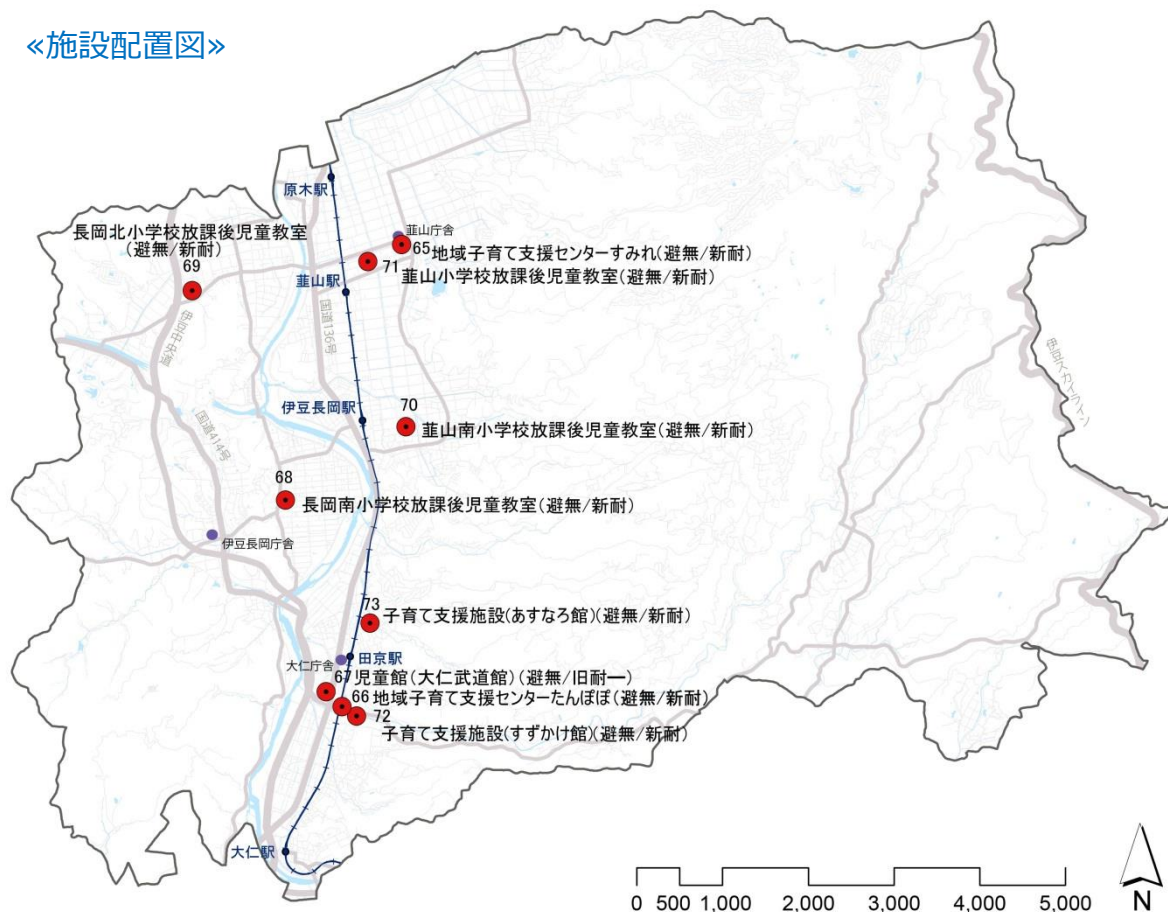 «施設配置図»
原木駅
韮山庁舎
長岡北小学校放課後児童教室
(避無/新耐)
69
65 地域子育て支援センターすみれ(避無/新耐)
71 韮山小学校放課後児童教室(避無/新耐)
韮山駅
国道136号
伊豆中央道
伊豆スカイライン
伊豆長岡駅
70
韮山南小学校放課後児童教室(避無/新耐)
国道414号
68
長岡南小学校放課後児童教室(避無/新耐)
伊豆長岡庁舎
73
子育て支援施設(あすなろ館)(避無/新耐)
大仁庁舎
田京駅
67 児童館(大仁武道館)(避無/旧耐ー)
66 地域子育て支援センターたんぽぽ(避無/新耐)
72
子育て支援施設(すずかけ館)(避無/新耐)
大仁駅
0 500 1,000 2,000 3,000 4,000 5,000
N